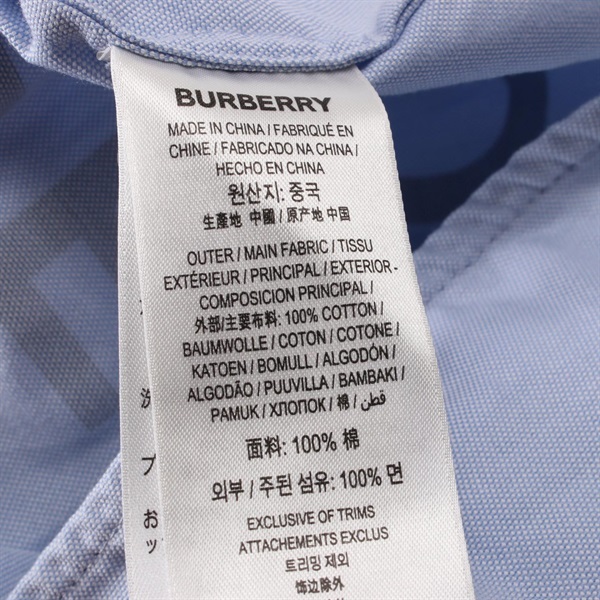 BURBERRY
MADE IN CHINA / FABRIQUÉ EN
CHINE / FABRICADO NA CHINA /
HECHO EN CHINA
원산지: 중국
生產地 中國 / 原产地 中国
OUTER / MAIN FABRIC / TISSU
EXTÉRIEUR / PRINCIPAL / EXTERIOR -
COMPOSICION PRINCIPAL /
外部/主要布料: 100% COTTON /
BAUMWOLLE / COTON / COTONE /
KATOEN / BOMULL / ALGODÓN /
ALGODÃO / PUUVILLA / BAMBAKI /
PAMUK / ХЛОПОК / 棉 / قطن /
面料: 100% 棉
외부 / 주된 섬유: 100% 면
EXCLUSIVE OF TRIMS
ATTACHEMENTS EXCLUS
트리밍 제외
饰边除外
洗
プ
お
ッ